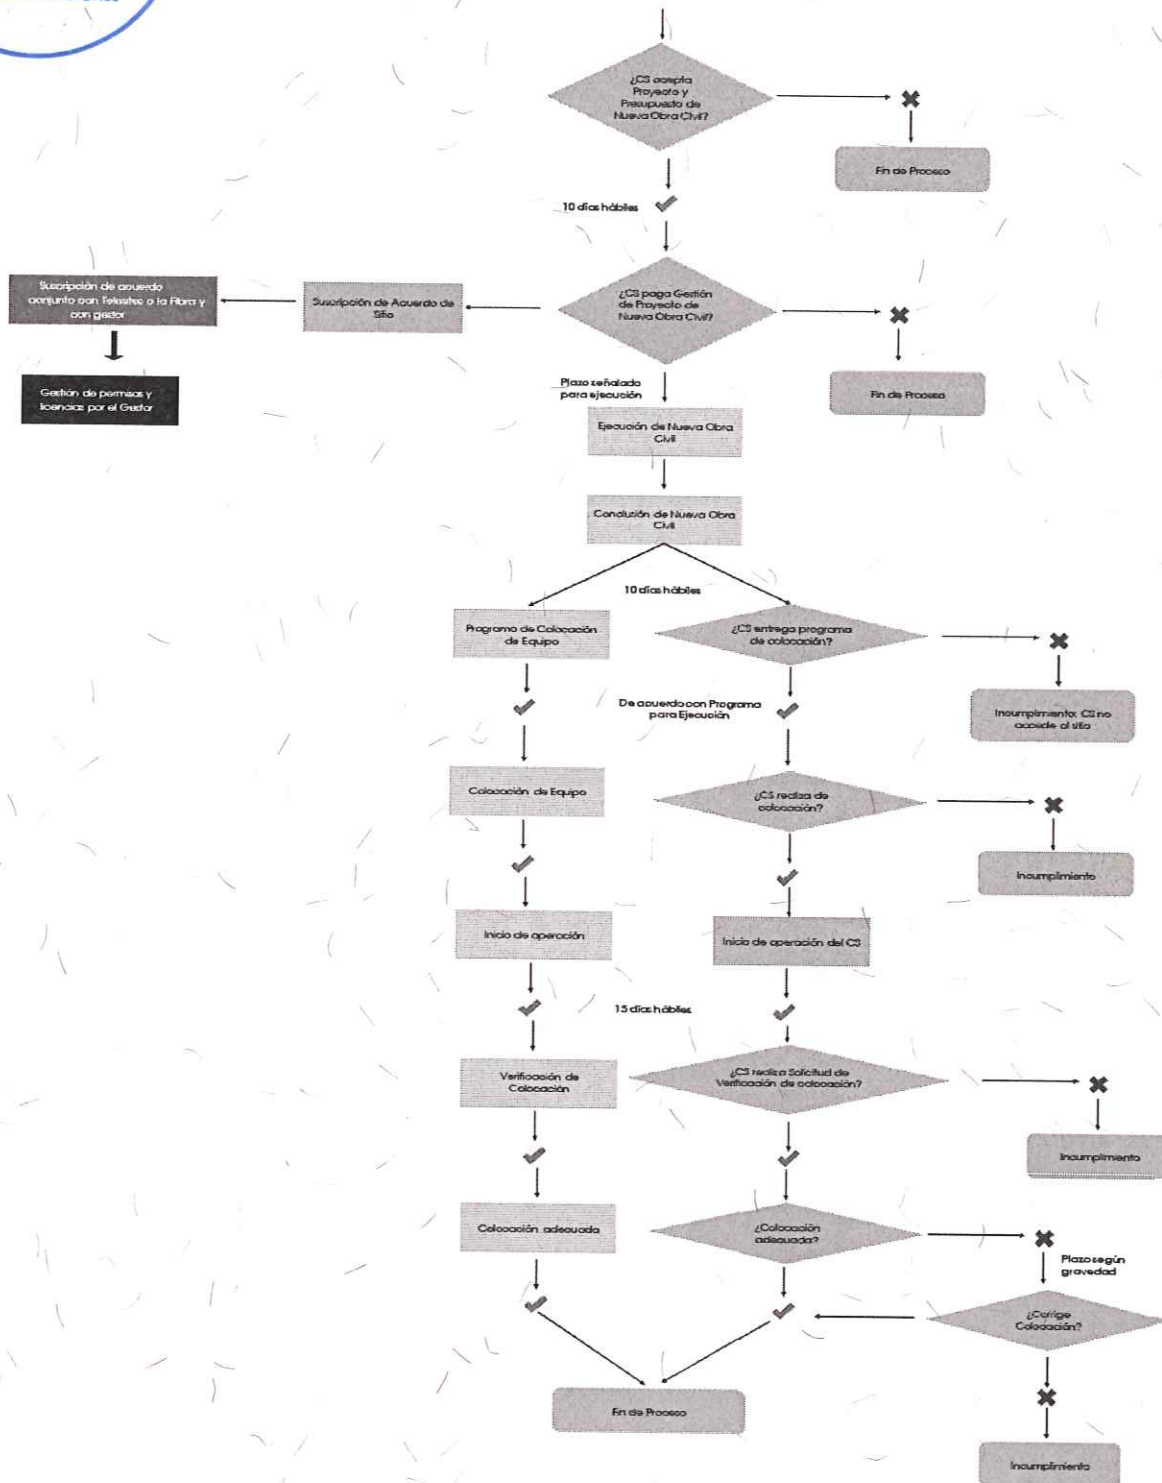 ¿CS acepta
Proyecto y
Presupuesto de
Nueva Obra Civil?
Fin de Proceso
10 días hábiles
Suscripción de acuerdo
conjunto con Telesites o la Fibra y
con gestor
Suscripción de Acuerdo de
Sitio
¿CS paga Gestión
de Proyecto de
Nueva Obra Civil?
Gestión de permisos y
licencias por el Gestor
Plazo señalado
para ejecución
Fin de Proceso
Ejecución de Nueva Obra
Civil
Conclusión de Nueva Obra
Civil
10 días hábiles
Programa de Colocación
de Equipo
¿CS entrega programa
de colocación?
De acuerdo con Programa
para Ejecución
Incumplimiento: CS no
accede al sitio
Colocación de Equipo
¿CS realiza de
colocación?
Incumplimiento
Inicio de operación
Inicio de operación del CS
15 días hábiles
Verificación de
Colocación
¿CS realiza Solicitud de
Verificación de colocación?
Incumplimiento
Colocación adecuada
¿Colocación
adecuada?
Plazo según
gravedad
¿Corrige
Colocación?
Fin de Proceso
Incumplimiento